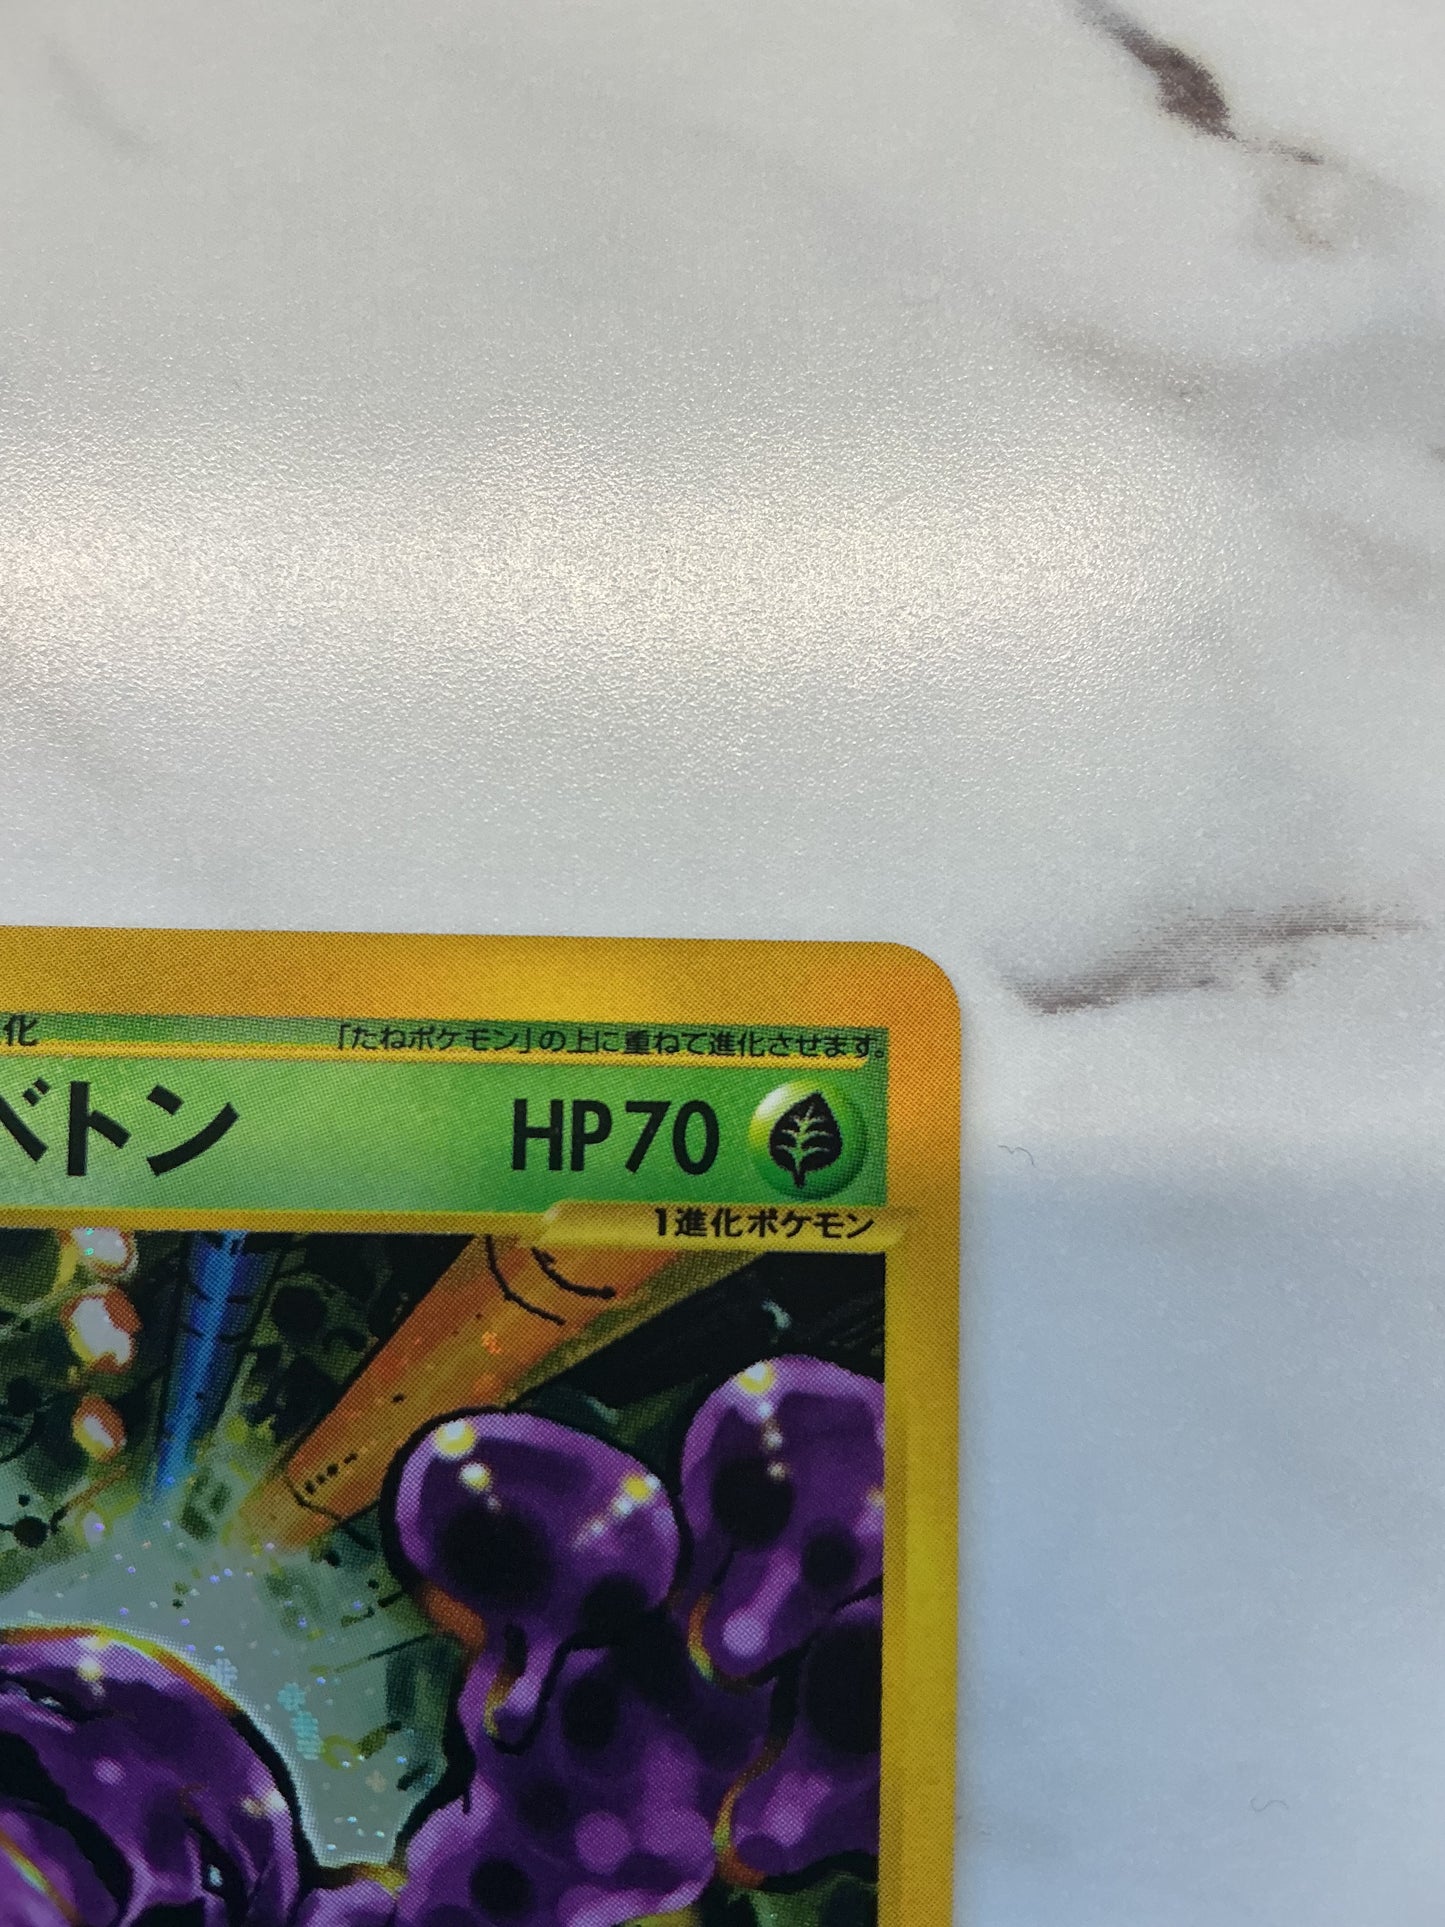 化 「たねポケモン」の上に重ねて進化させます。
ベトン HP70
1進化ポケモン